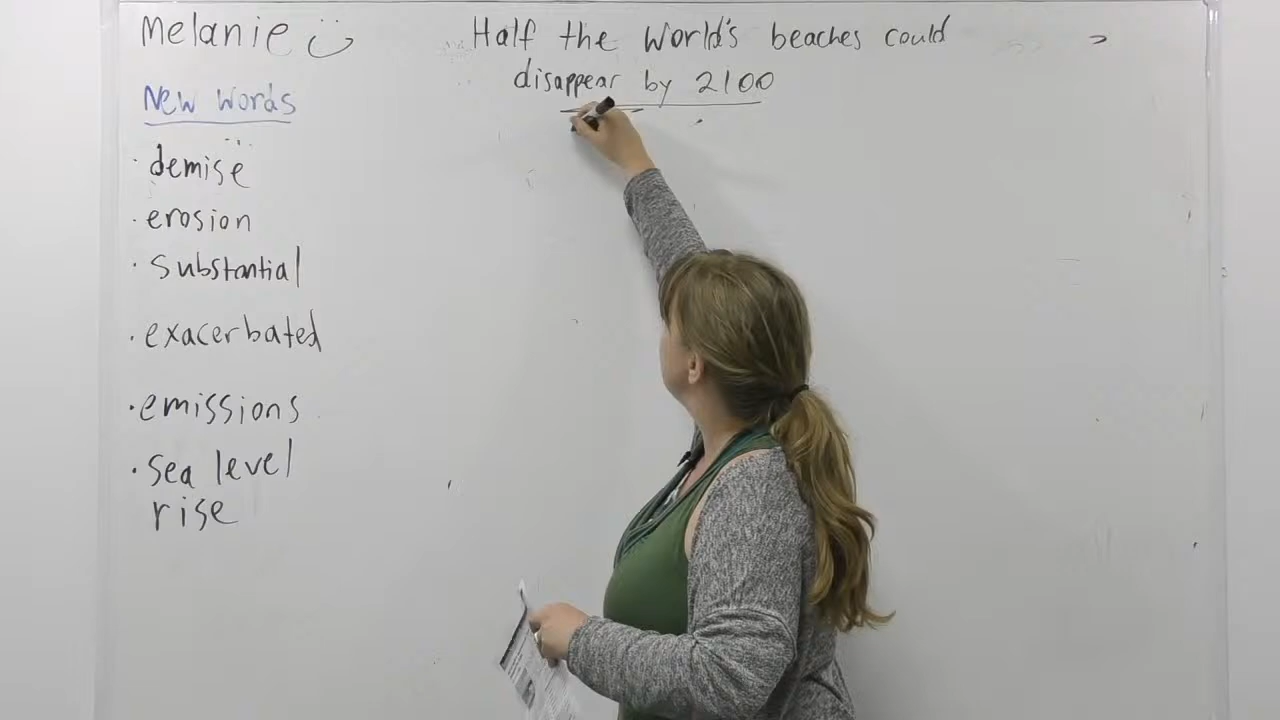 Melanie
New words
· demise
· erosion
· substantial
· exacerbated
· emissions
· sea level
rise
Half the world's beaches could
disappear by 2100